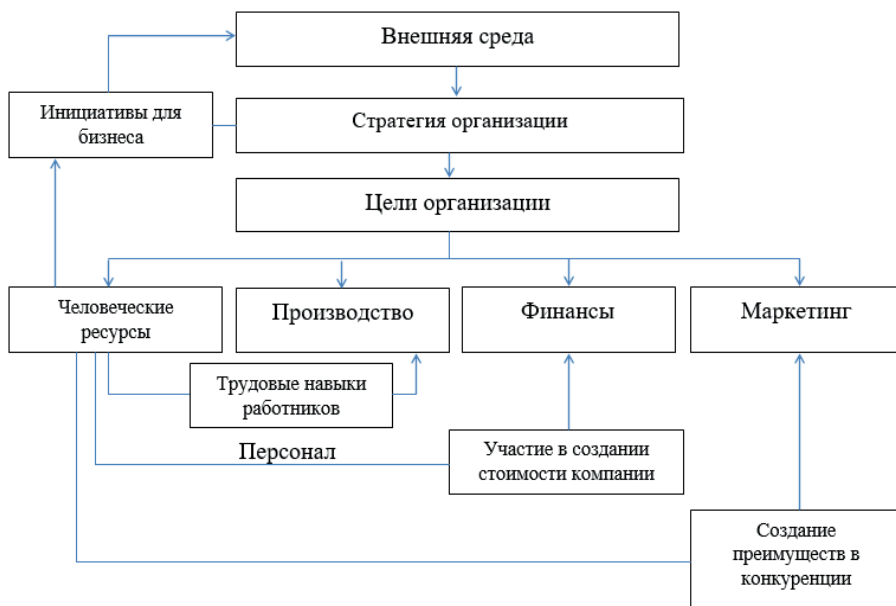 Внешняя среда
Инициативы для
бизнеса
Стратегия организации
Цели организации
Человеческие
ресурсы
Производство
Финансы
Маркетинг
Трудовые навыки
работников
Персонал
Участие в создании
стоимости компании
Создание
преимуществ в
конкуренции